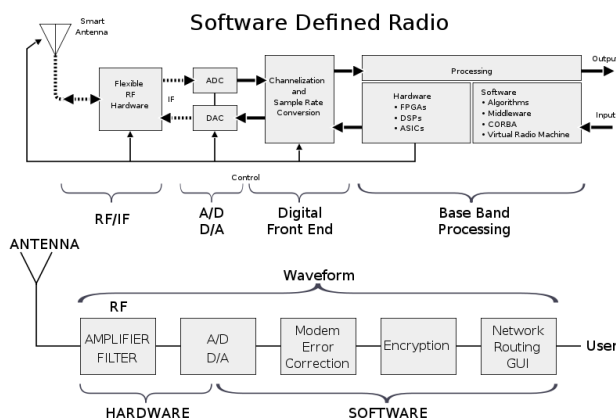 Software Defined Radio
Smart
Antenna
Flexible
RF
Hardware
IF
ADC
DAC
Channelization
and
Sample Rate
Conversion
Processing
Hardware
• FPGAs
• DSPs
• ASICs
Software
• Algorithms
• Middleware
• CORBA
• Virtual Radio Machine
Output
Input
Control
RF/IF
A/D
D/A
Digital
Front End
Base Band
Processing
ANTENNA
Waveform
RF
AMPLIFIER
FILTER
A/D
D/A
Modem
Error
Correction
Encryption
Network
Routing
GUI
User
HARDWARE
SOFTWARE